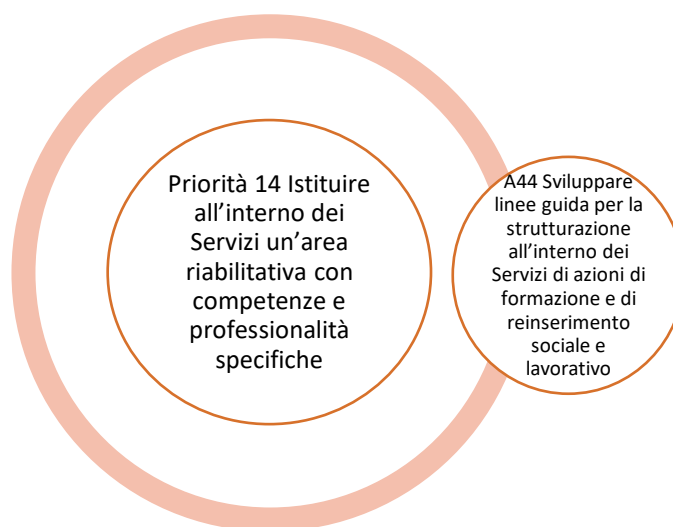 Priorità 14 Istituire
all’interno dei
Servizi un’area
riabilitativa con
competenze e
professionalità
specifiche
A44 Sviluppare
linee guida per la
strutturazione
all’interno dei
Servizi di azioni di
formazione e di
reinserimento
sociale e
lavorativo